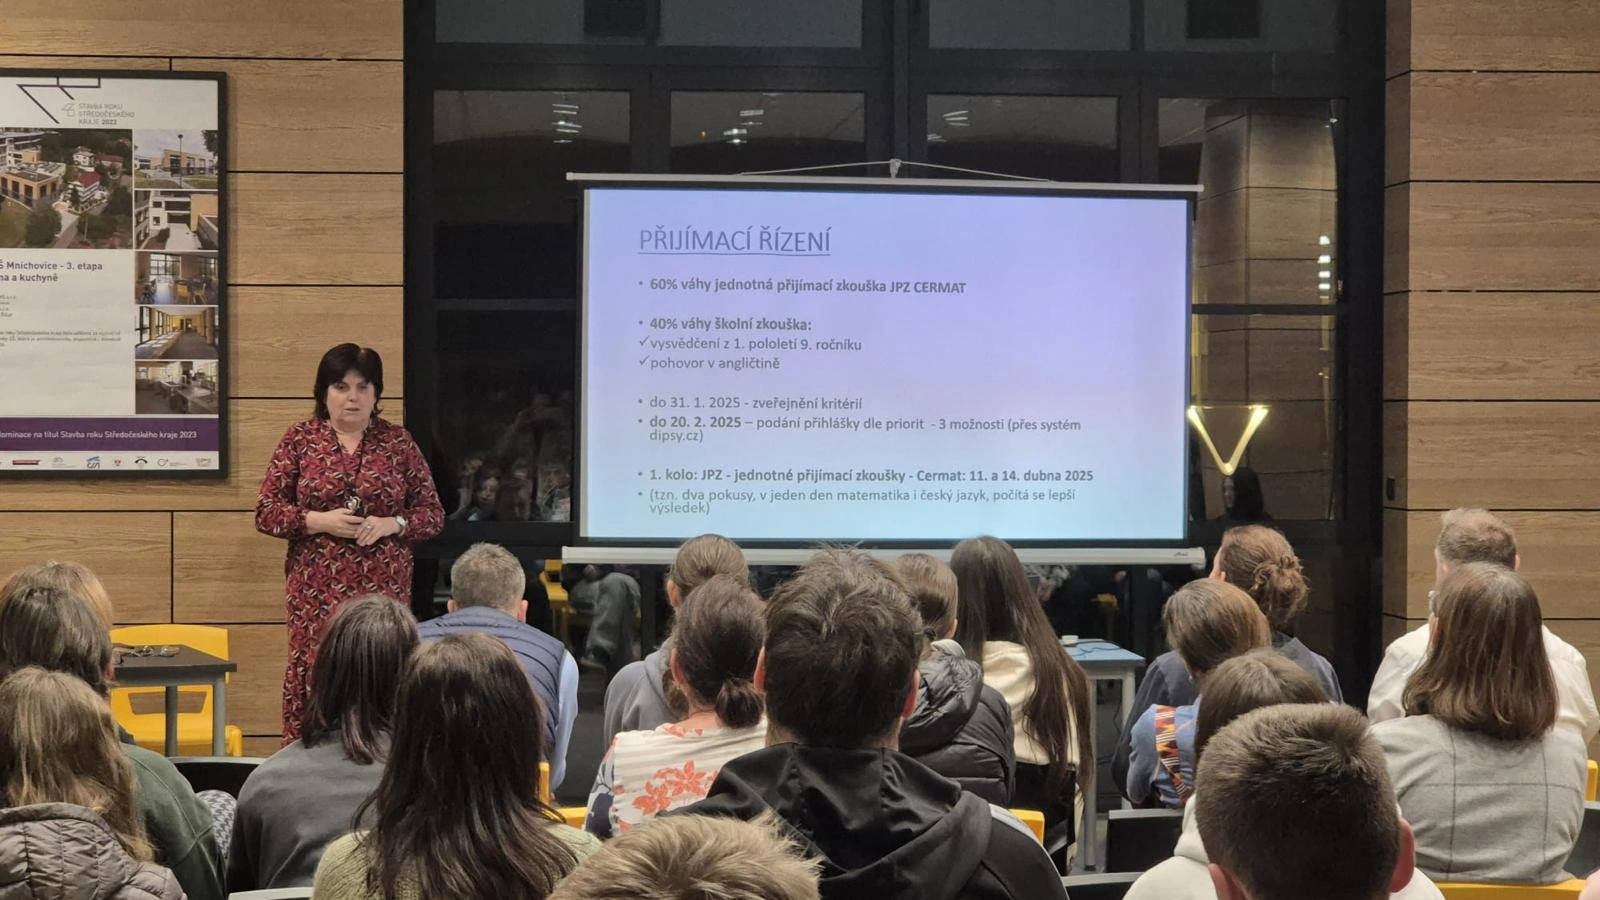 STAVBA ROKU
STŘEDOČESKÉHO
KRAJE 2023
Š Mnichovice - 3. etapa
na a kuchyně
ominace na titul Stavba roku Středočeského kraje 2023
PŘIJÍMACÍ ŘÍZENÍ
• 60% váhy jednotná přijímací zkouška JPZ CERMAT
• 40% váhy školní zkouška:
✓vysvědčení z 1. pololetí 9. ročníku
✓pohovor v angličtině
• do 31. 1. 2025 - zveřejnění kritérií
• do 20. 2. 2025 – podání přihlášky dle priorit - 3 možnosti (přes systém
dipsy.cz)
• 1. kolo: JPZ - jednotné přijímací zkoušky - Cermat: 11. a 14. dubna 2025
• (tzn. dva pokusy, v jeden den matematika i český jazyk, počítá se lepší
výsledek)